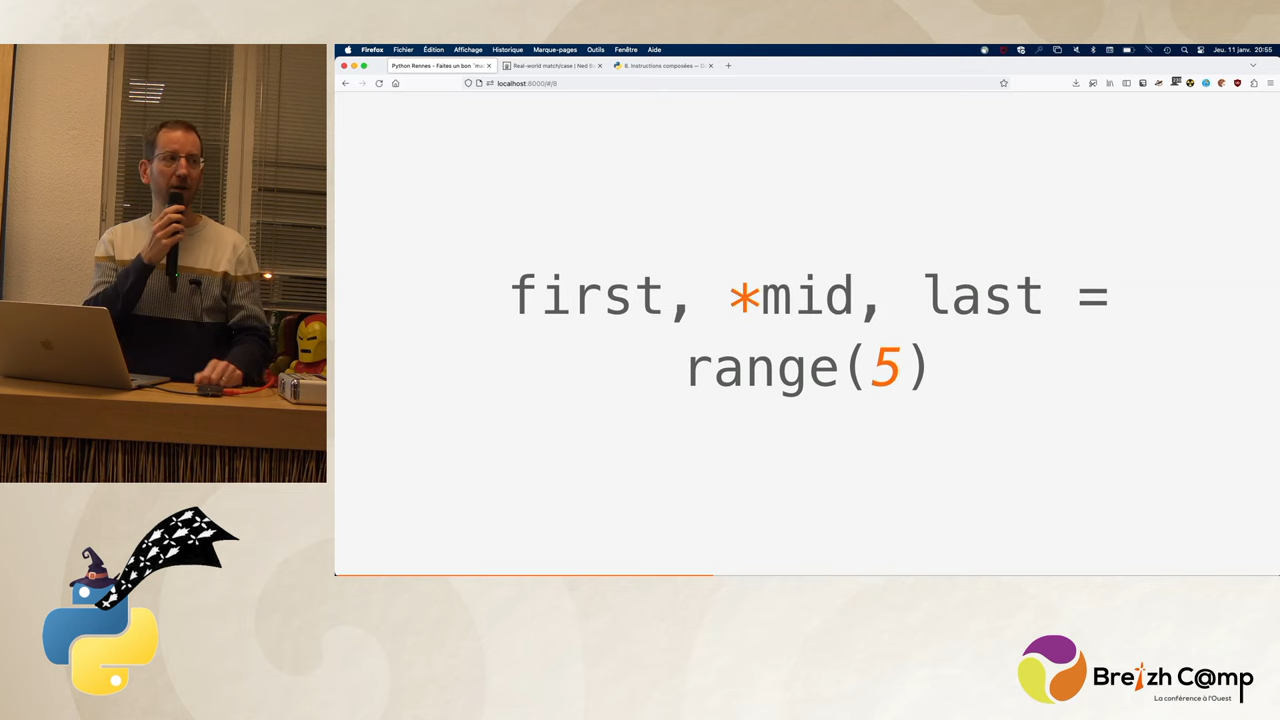 Firefox Fichier Édition Affichage Historique Marque-pages Outils Fenêtre Aide
Jeu. 11 janv. 20:55
Python Rennes - Faites un bon "ma
Real-world match/case | Ned B
8. Instructions composées — D
localhost:8000/#/8
first, *mid, last =
range(5)
Breizh C@mp
La conférence à l'Ouest